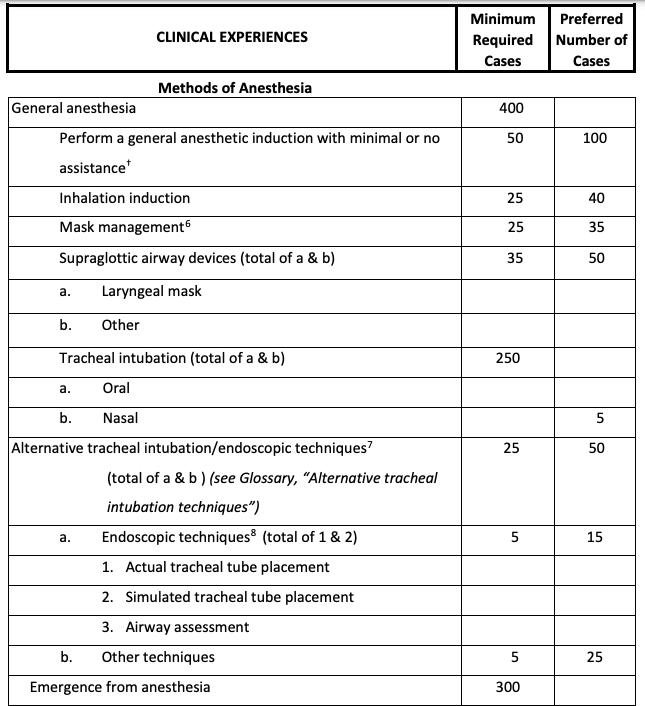 CLINICAL EXPERIENCES
Minimum Required Cases
Preferred Number of Cases
Methods of Anesthesia
General anesthesia 400
Perform a general anesthetic induction with minimal or no 50 100
assistance†
Inhalation induction 25 40
Mask management⁶ 25 35
Supraglottic airway devices (total of a & b) 35 50
a. Laryngeal mask
b. Other
Tracheal intubation (total of a & b) 250
a. Oral
b. Nasal 5
Alternative tracheal intubation/endoscopic techniques⁷ 25 50
(total of a & b ) (see Glossary, “Alternative tracheal
intubation techniques”)
a. Endoscopic techniques⁸ (total of 1 & 2) 5 15
1. Actual tracheal tube placement
2. Simulated tracheal tube placement
3. Airway assessment
b. Other techniques 5 25
Emergence from anesthesia 300